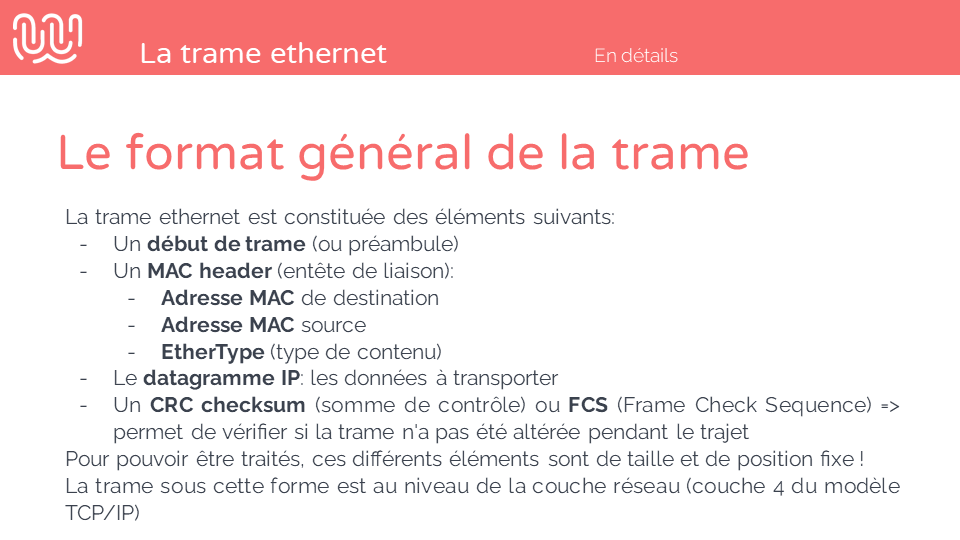 La trame ethernet
En détails
Le format général de la trame
La trame ethernet est constituée des éléments suivants:
- Un début de trame (ou préambule)
- Un MAC header (entête de liaison):
- Adresse MAC de destination
- Adresse MAC source
- EtherType (type de contenu)
- Le datagramme IP: les données à transporter
- Un CRC checksum (somme de contrôle) ou FCS (Frame Check Sequence) =>
permet de vérifier si la trame n'a pas été altérée pendant le trajet
Pour pouvoir être traités, ces différents éléments sont de taille et de position fixe !
La trame sous cette forme est au niveau de la couche réseau (couche 4 du modèle
TCP/IP)